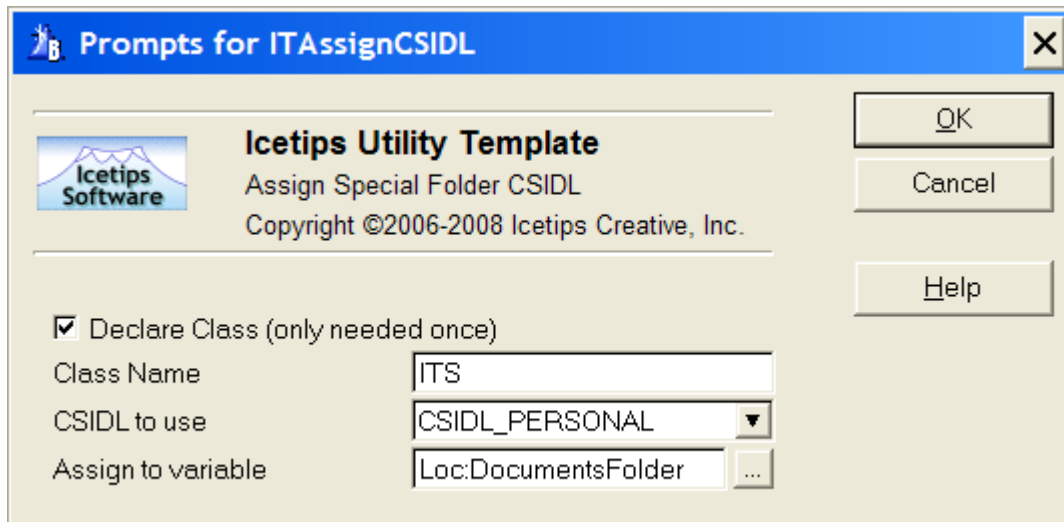 Prompts for ITAssignCSIDL
Icetips Software
Icetips Utility Template
Assign Special Folder CSIDL
Copyright ©2006-2008 Icetips Creative, Inc.
OK
Cancel
Help
Declare Class (only needed once)
Class Name ITS
CSIDL to use CSIDL_PERSONAL
Assign to variable Loc:DocumentsFolder ...